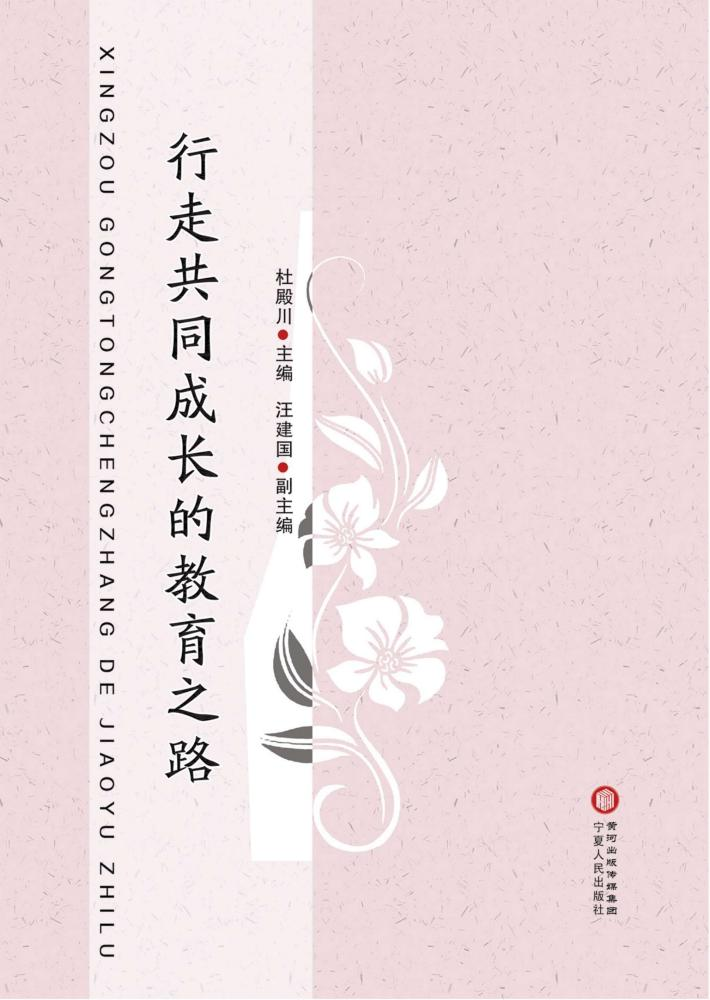 XINGZOU GONGTONGCHENGZHANG DE JIAOYU ZHILU
行走共同成长的教育之路
杜殿川●主编 汪建国●副主编
黄河出版传媒集团
宁夏人民出版社